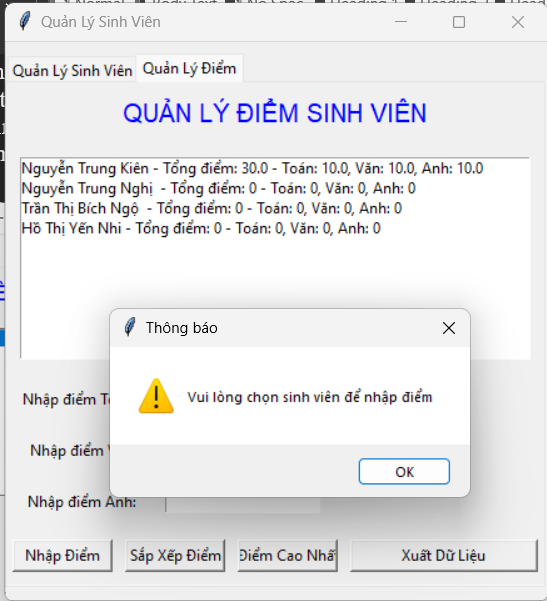 Quản Lý Sinh Viên
Quản Lý Sinh Viên
Quản Lý Điểm
QUẢN LÝ ĐIỂM SINH VIÊN
Nguyễn Trung Kiên - Tổng điểm: 30.0 - Toán: 10.0, Văn: 10.0, Anh: 10.0
Nguyễn Trung Nghị - Tổng điểm: 0 - Toán: 0, Văn: 0, Anh: 0
Trần Thị Bích Ngộ - Tổng điểm: 0 - Toán: 0, Văn: 0, Anh: 0
Hồ Thị Yến Nhi - Tổng điểm: 0 - Toán: 0, Văn: 0, Anh: 0
Thông báo
Vui lòng chọn sinh viên để nhập điểm
OK
Nhập điểm
Nhập điểm
Nhập điểm Anh:
Nhập Điểm
Sắp Xếp Điểm
Điểm Cao Nhất
Xuất Dữ Liệu